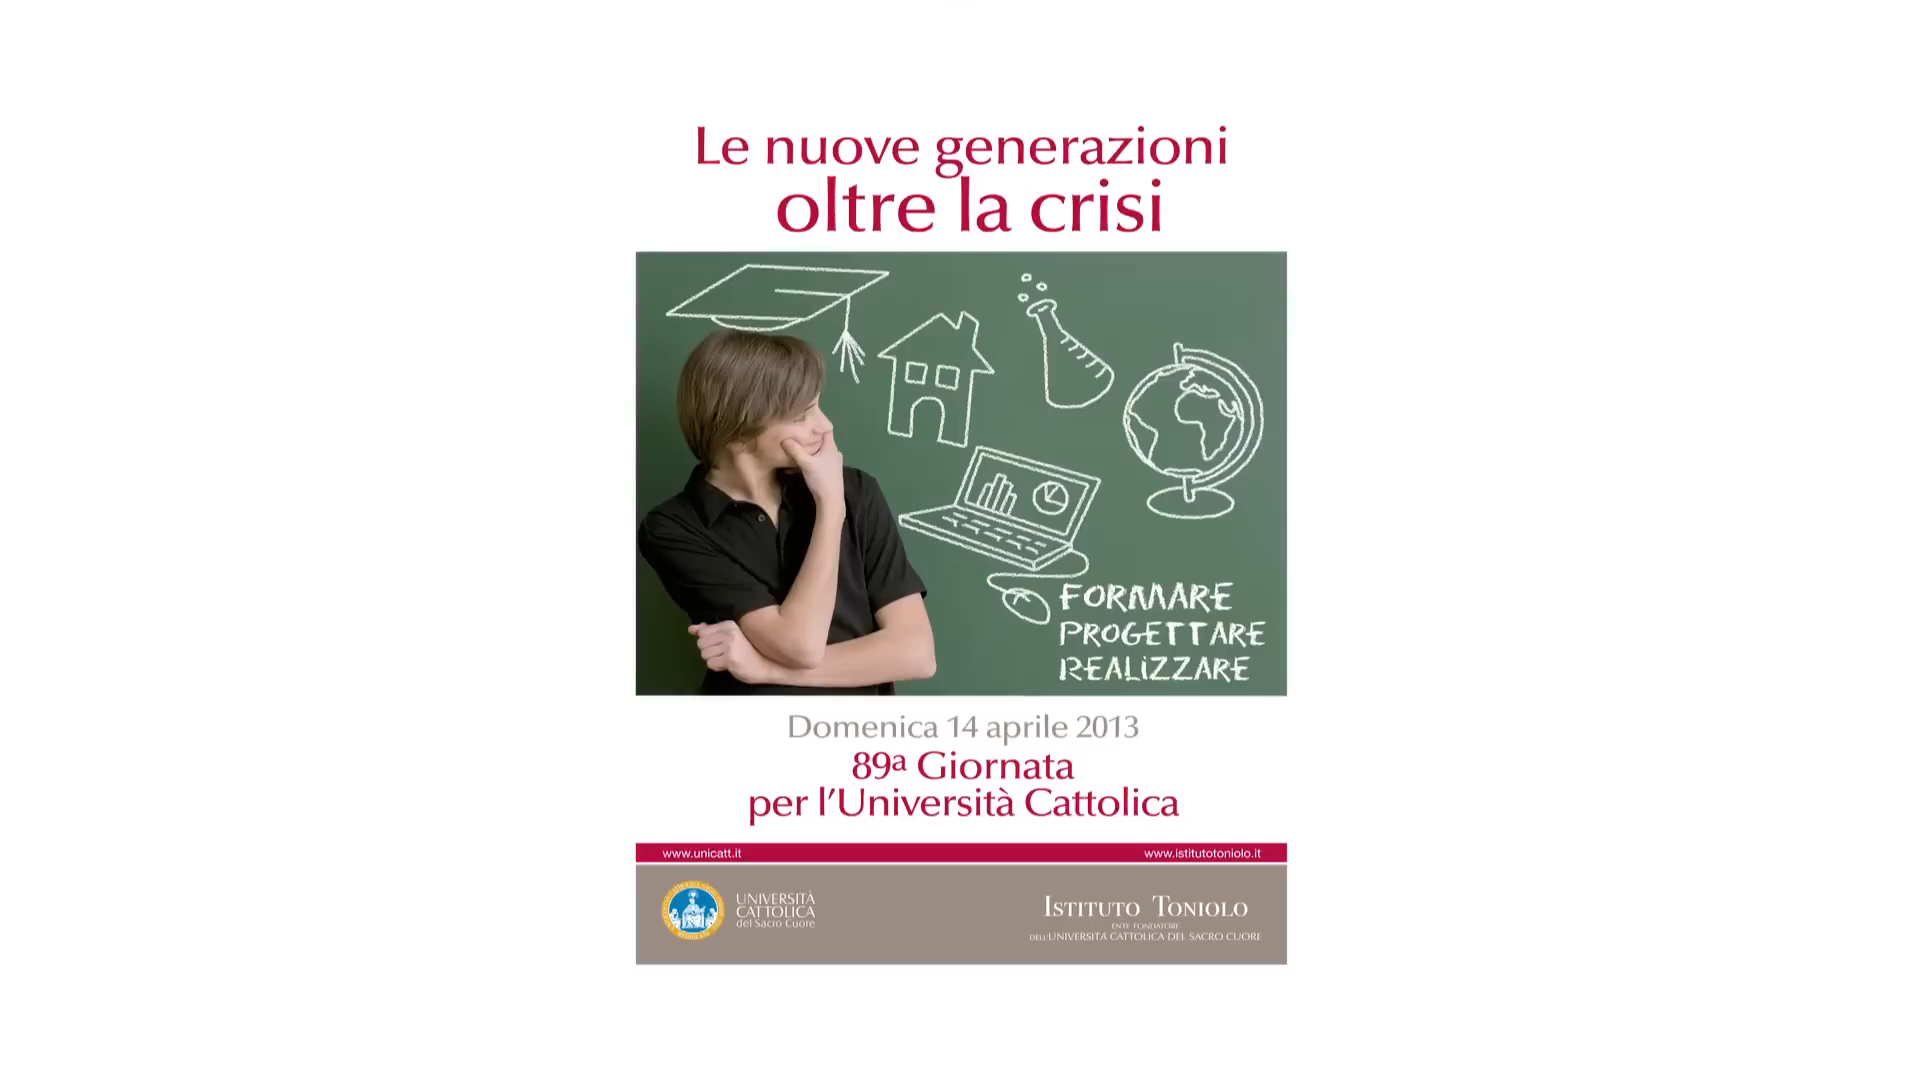 Le nuove generazioni
oltre la crisi
FORMARE
PROGETTARE
REALIZZARE
Domenica 14 aprile 2013
89a Giornata
per l'Università Cattolica
www.unicatt.it
www.istitutotoniolo.it
UNIVERSITÀ
CATTOLICA
del Sacro Cuore
ISTITUTO TONIOLO
ENTE FONDATORE
DELL'UNIVERSITÀ CATTOLICA DEL SACRO CUORE